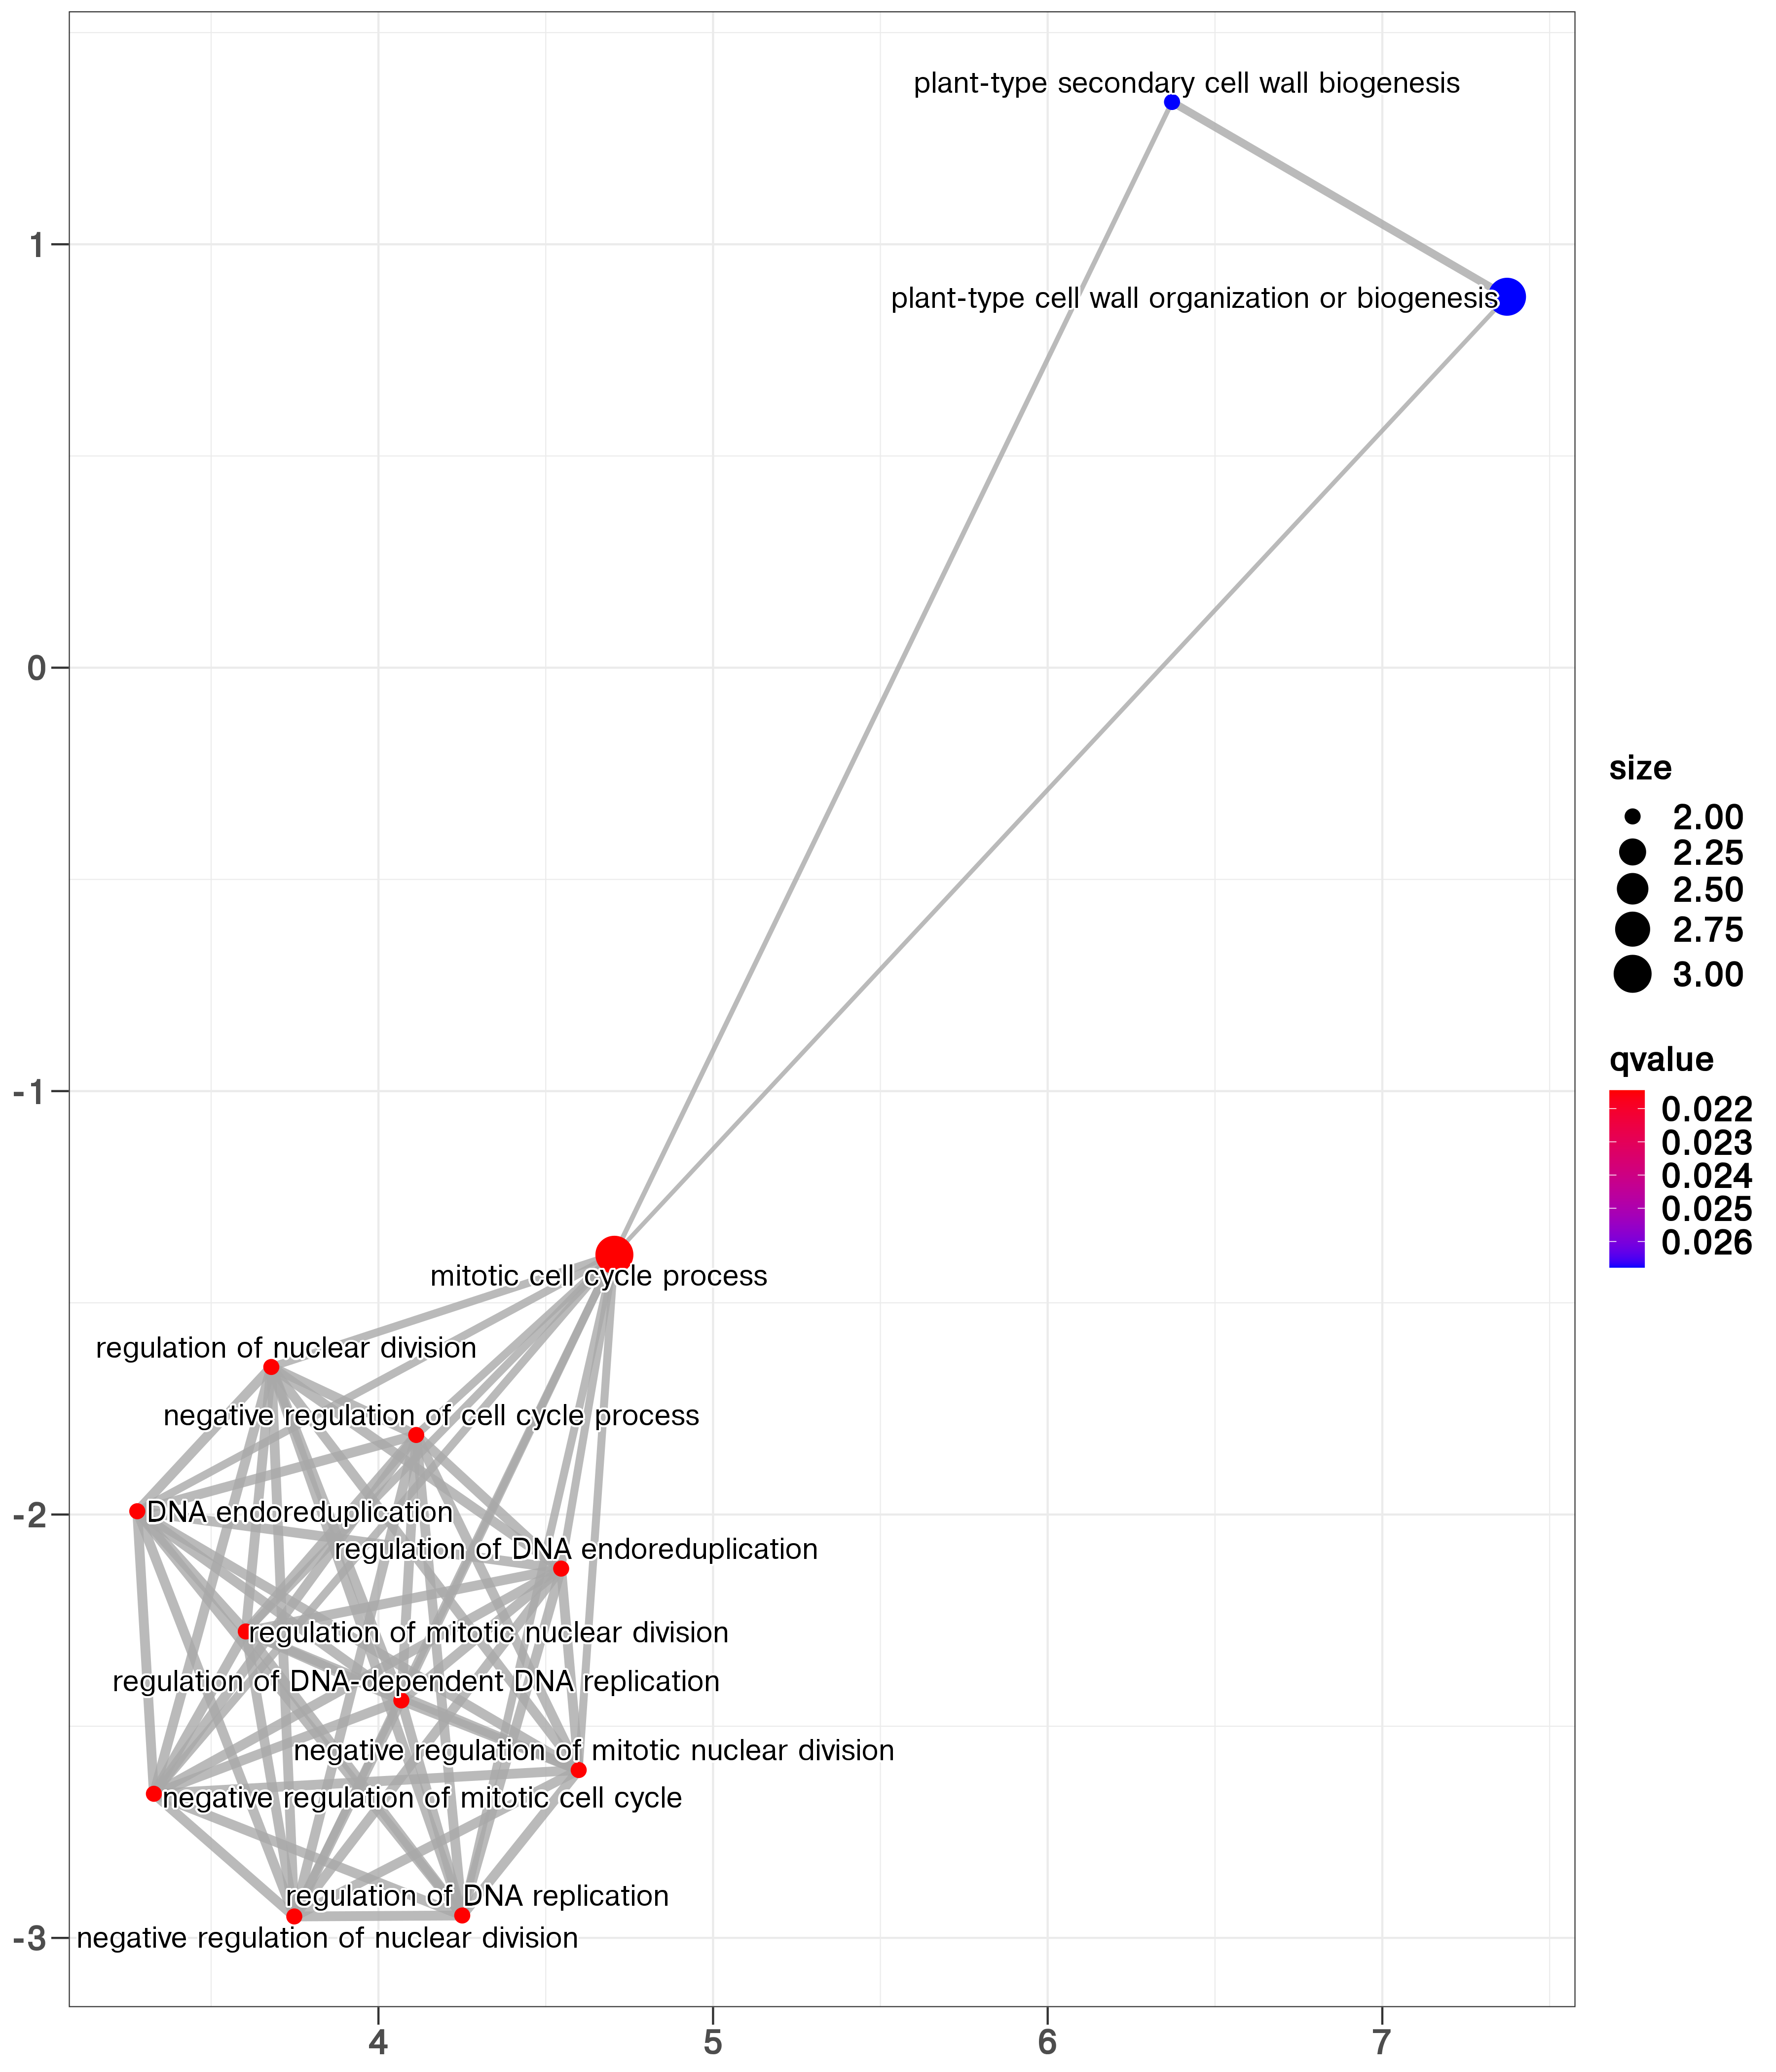 plant-type secondary cell wall biogenesis
1
plant-type cell wall organization or biogenesis
0
size
2.00
2.25
2.50
2.75
3.00
qvalue
0.022
0.023
0.024
0.025
0.026
-1
mitotic cell cycle process
regulation of nuclear division
negative regulation of cell cycle process
-2
DNA endoreduplication
regulation of DNA endoreduplication
regulation of mitotic nuclear division
regulation of DNA-dependent DNA replication
negative regulation of mitotic nuclear division
negative regulation of mitotic cell cycle
regulation of DNA replication
-3
negative regulation of nuclear division
4
5
6
7